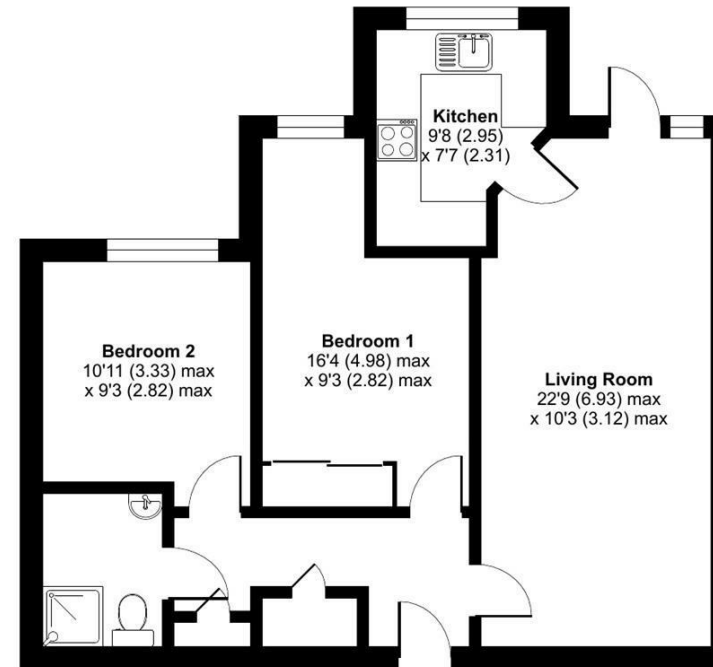 Kitchen
9'8 (2.95)
x 7'7 (2.31)
Bedroom 2
10'11 (3.33) max
x 9'3 (2.82) max
Bedroom 1
16'4 (4.98) max
x 9'3 (2.82) max
Living Room
22'9 (6.93) max
x 10'3 (3.12) max